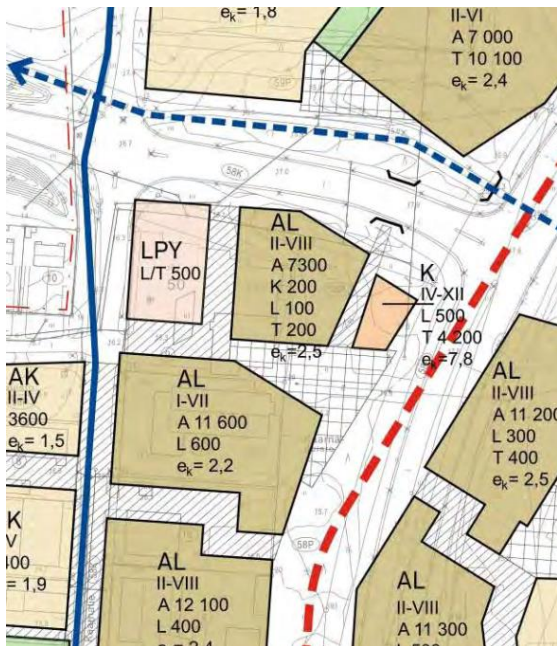 eₖ= 1,8
II-VI
A 7 000
T 10 100
eₖ= 2,4
58K
LPY
L/T 500
AL
II-VIII
A 7300
K 200
L 100
T 200
eₖ=2,5
K
IV-XII
L 500
T 4 200
eₖ=7,8
AK
II-IV
3600
eₖ= 1,5
AL
I-VII
A 11 600
L 600
eₖ= 2,2
AL
II-VIII
A 11 200
L 300
T 400
eₖ= 2,5
K
V
400
= 1,9
AL
II-VIII
A 12 100
L 400
58P
AL
II-VIII
A 11 300